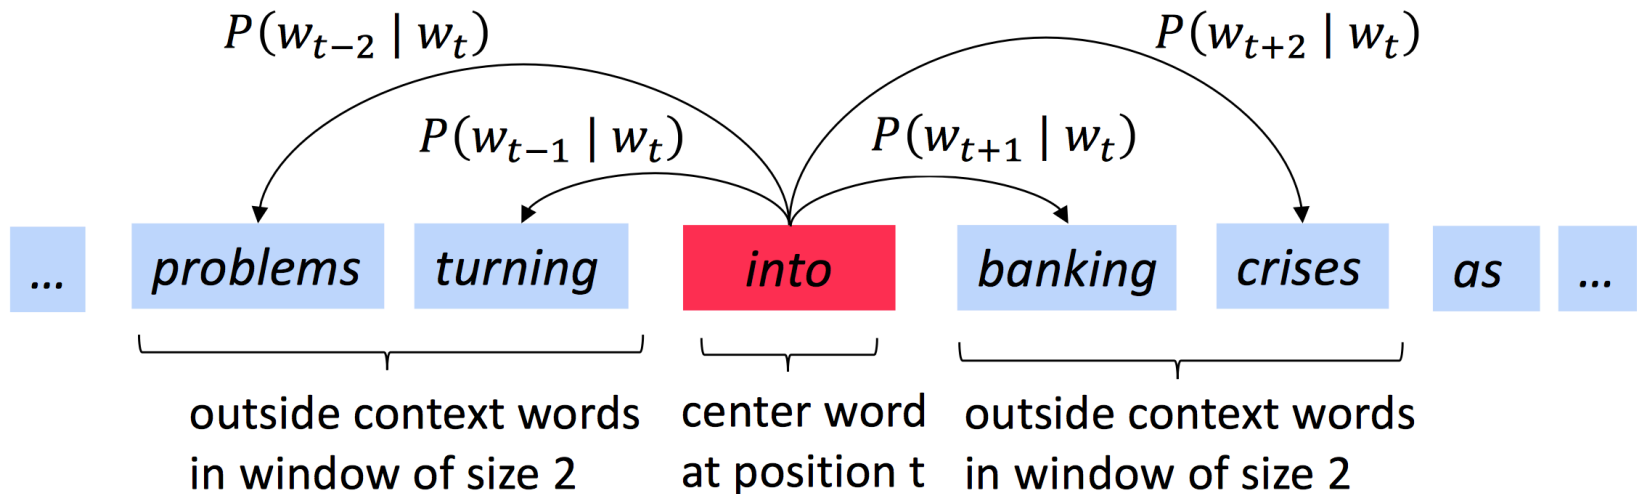 P(w_{t−2} | w_t) P(w_{t+2} | w_t)
P(w_{t−1} | w_t) P(w_{t+1} | w_t)
... problems turning into banking crises as ...
outside context words center word outside context words
in window of size 2 at position t in window of size 2